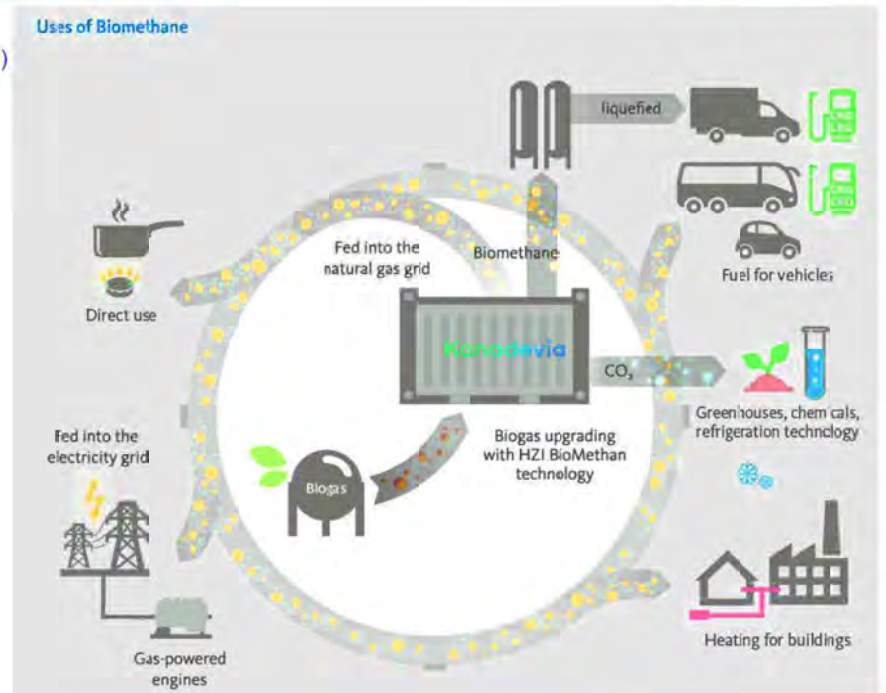 Uses of Biomethane
)
liquefied
Fed into the
natural gas grid
Biomethane
Fuel for vehicles
Direct use
Kanadevia
CO₂
Greenhouses, chemicals,
refrigeration technology
Fed into the
electricity grid
Biogas upgrading
with HZI BioMethan
technology
Biogas
Heating for buildings
Gas-powered
engines